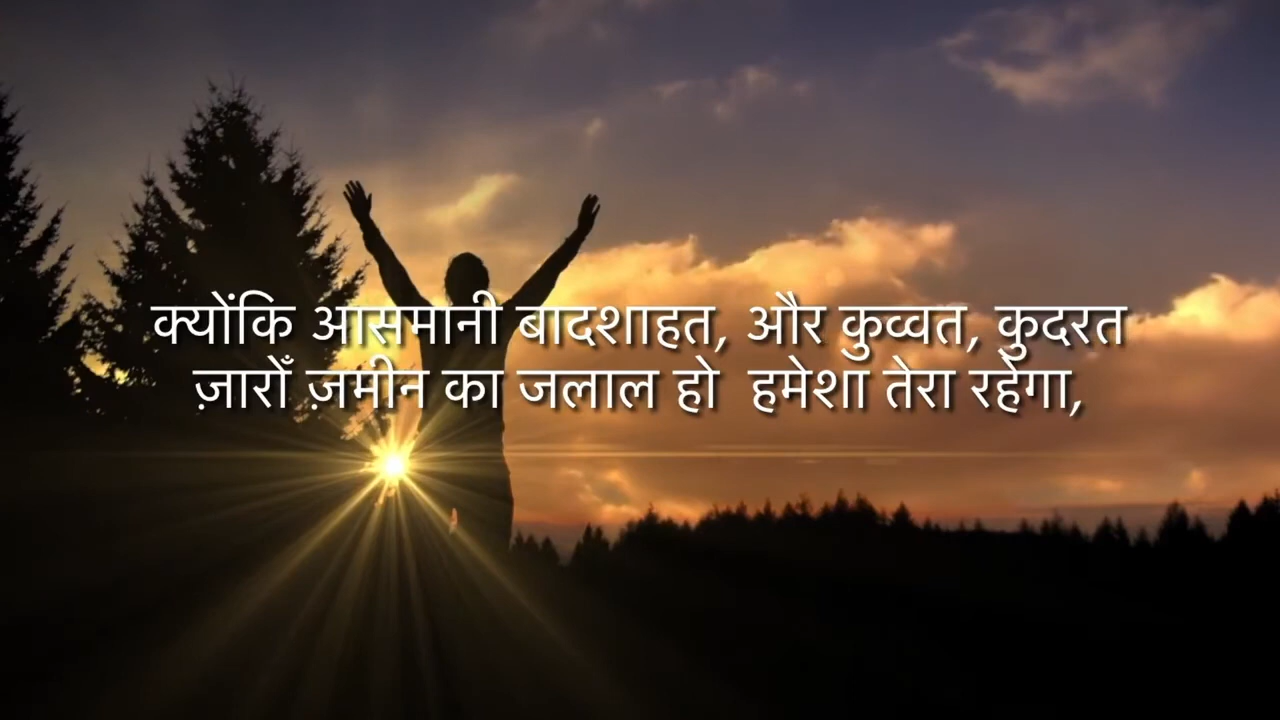 क्योंकि आसमानी बादशाहत, और कुव्वत, कुदरत
ज़ारोँ ज़मीन का जलाल हो  हमेशा तेरा रहेगा,